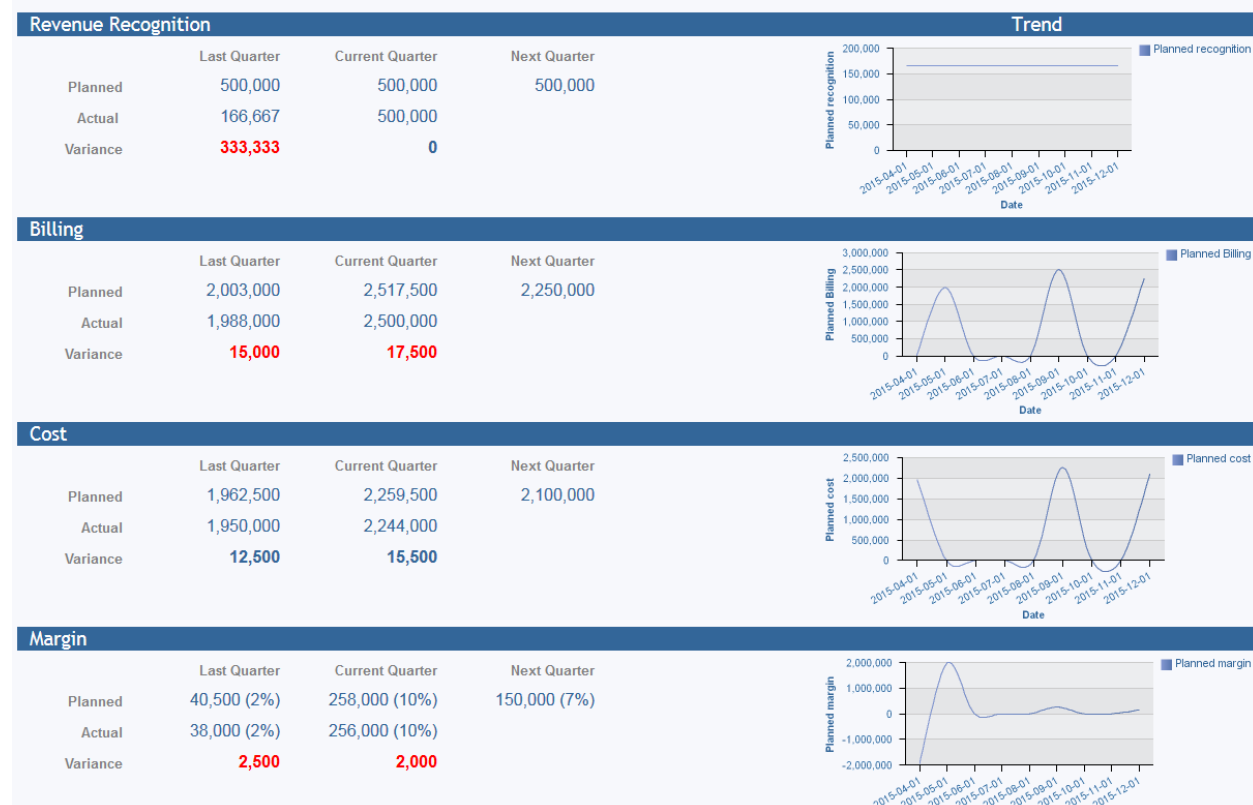 Revenue Recognition Trend
Last Quarter Current Quarter Next Quarter
Planned 500,000 500,000 500,000
Actual 166,667 500,000
Variance 333,333 0
Planned recognition
200,000
150,000
100,000
50,000
0
Planned recognition
2015-04-01 2015-05-01 2015-06-01 2015-07-01 2015-08-01 2015-09-01 2015-10-01 2015-11-01 2015-12-01
Date
Billing
Last Quarter Current Quarter Next Quarter
Planned 2,003,000 2,517,500 2,250,000
Actual 1,988,000 2,500,000
Variance 15,000 17,500
Planned Billing
3,000,000
2,500,000
2,000,000
1,500,000
1,000,000
500,000
0
Planned Billing
2015-04-01 2015-05-01 2015-06-01 2015-07-01 2015-08-01 2015-09-01 2015-10-01 2015-11-01 2015-12-01
Date
Cost
Last Quarter Current Quarter Next Quarter
Planned 1,962,500 2,259,500 2,100,000
Actual 1,950,000 2,244,000
Variance 12,500 15,500
Planned cost
2,500,000
2,000,000
1,500,000
1,000,000
500,000
0
Planned cost
2015-04-01 2015-05-01 2015-06-01 2015-07-01 2015-08-01 2015-09-01 2015-10-01 2015-11-01 2015-12-01
Date
Margin
Last Quarter Current Quarter Next Quarter
Planned 40,500 (2%) 258,000 (10%) 150,000 (7%)
Actual 38,000 (2%) 256,000 (10%)
Variance 2,500 2,000
Planned margin
2,000,000
1,000,000
0
-1,000,000
-2,000,000
Planned margin
2015-04-01 2015-05-01 2015-06-01 2015-07-01 2015-08-01 2015-09-01 2015-10-01 2015-11-01 2015-12-01